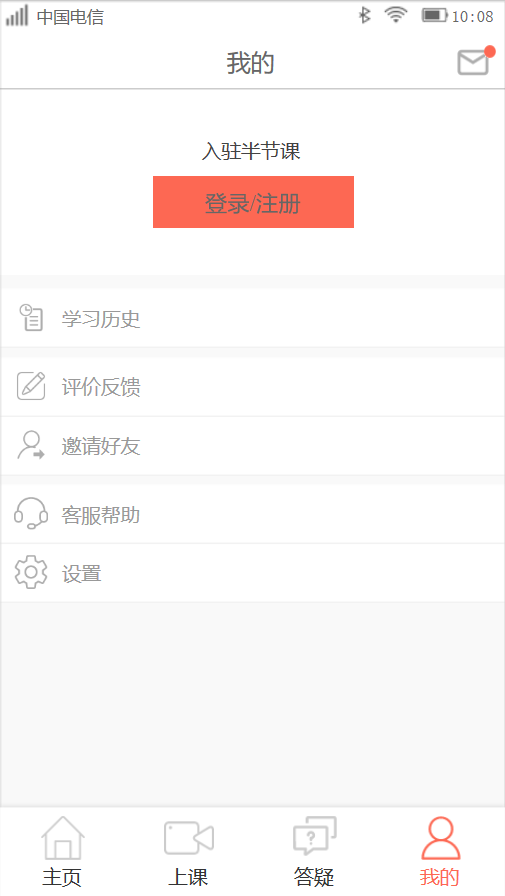 中国电信 10:08
我的
入驻半节课
登录/注册
学习历史
评价反馈
邀请好友
客服帮助
设置
?
主页 上课 答疑 我的